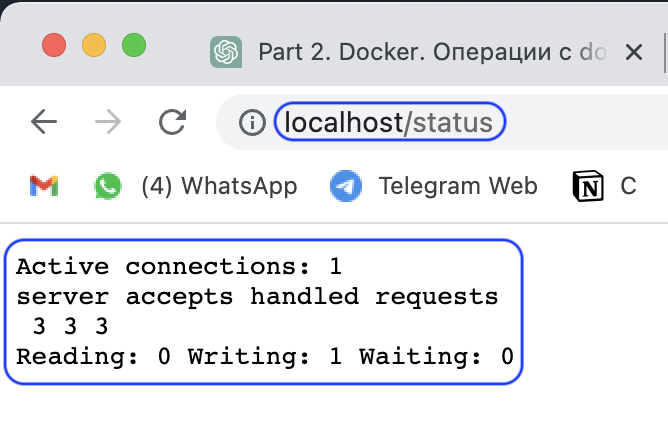 Part 2. Docker. Операции с do
localhost/status
(4) WhatsApp Telegram Web C
Active connections: 1
server accepts handled requests
3 3 3
Reading: 0 Writing: 1 Waiting: 0